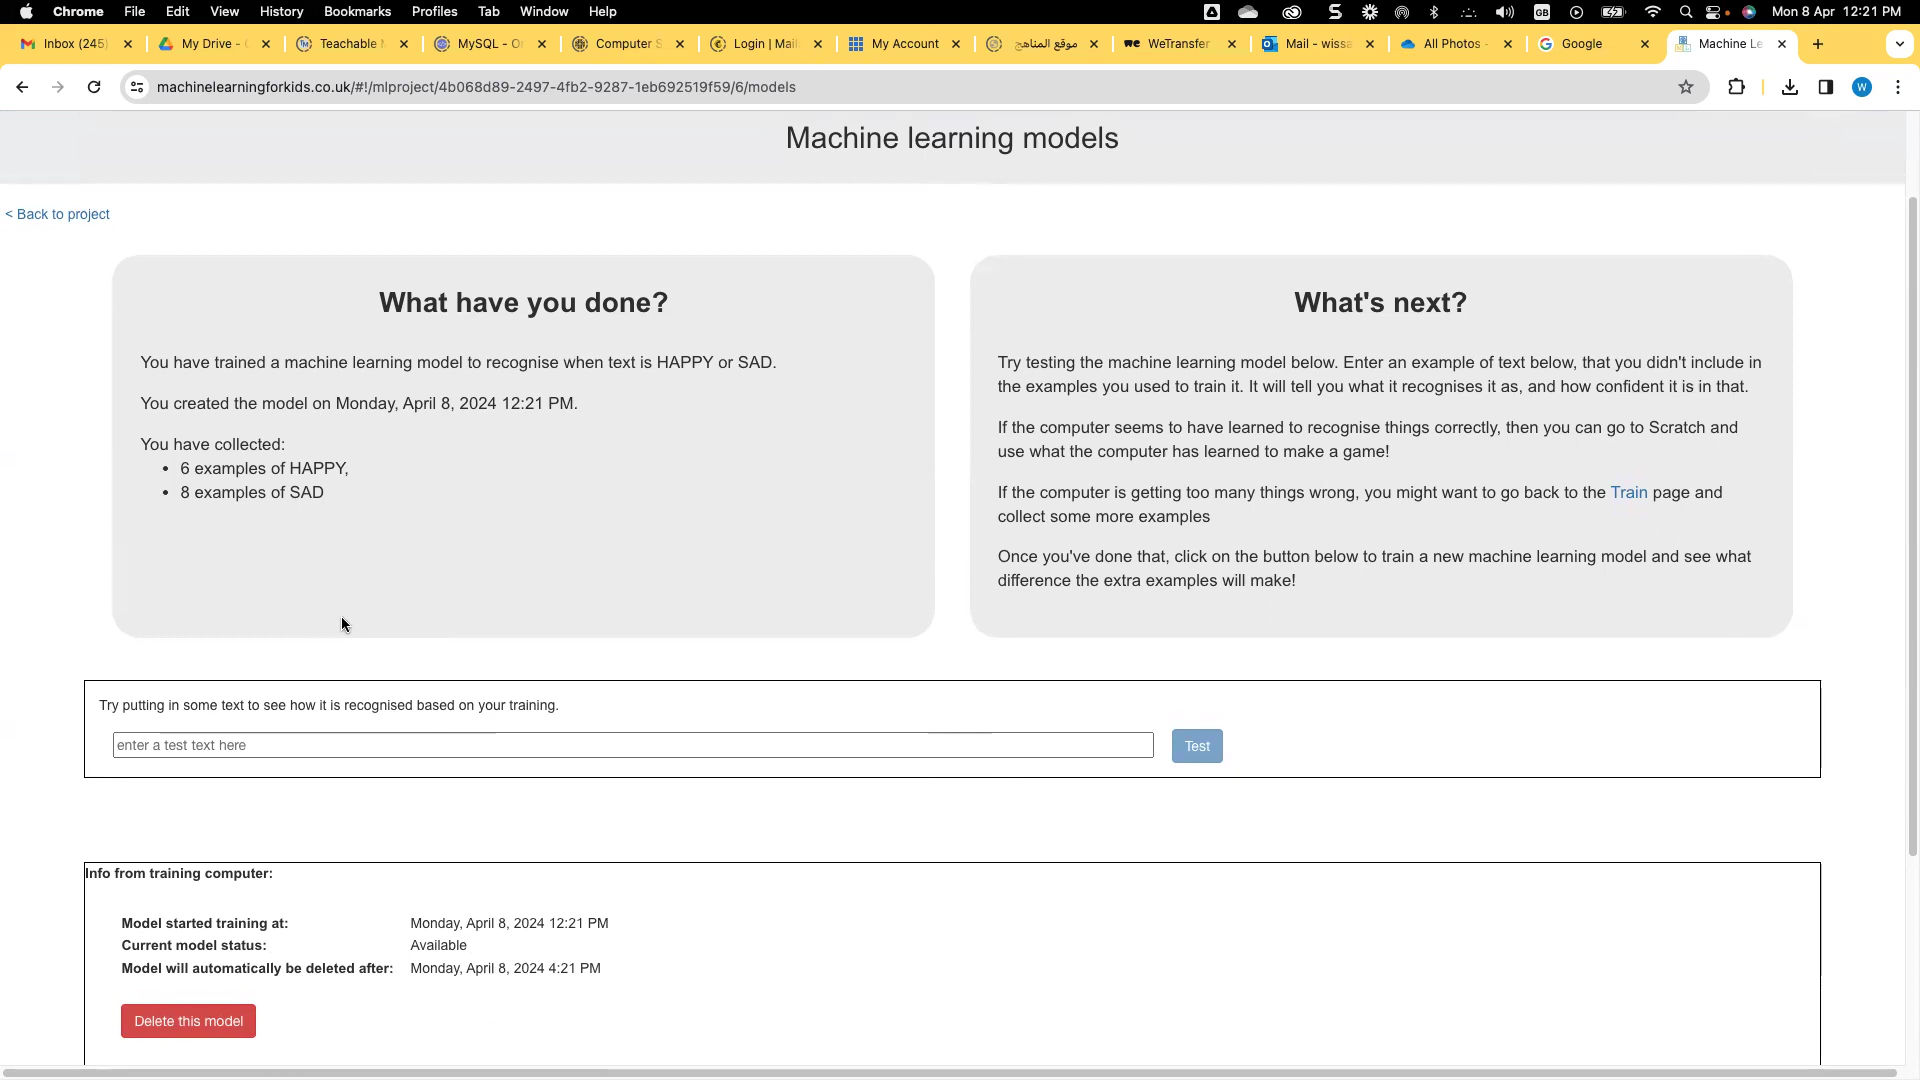 Chrome File Edit View History Bookmarks Profiles Tab Window Help Mon 8 Apr 12:21 PM
Inbox (245) My Drive - Teachable MySQL - O Computer S Login | Mail My Account موقع المناهج WeTransfer Mail - wissa All Photos - Google Machine Le
machinelearningforkids.co.uk/#!/mlproject/4b068d89-2497-4fb2-9287-1eb692519f59/6/models
Machine learning models
< Back to project
What have you done?
You have trained a machine learning model to recognise when text is HAPPY or SAD.
You created the model on Monday, April 8, 2024 12:21 PM.
You have collected:
• 6 examples of HAPPY,
• 8 examples of SAD
What's next?
Try testing the machine learning model below. Enter an example of text below, that you didn't include in
the examples you used to train it. It will tell you what it recognises it as, and how confident it is in that.
If the computer seems to have learned to recognise things correctly, then you can go to Scratch and
use what the computer has learned to make a game!
If the computer is getting too many things wrong, you might want to go back to the Train page and
collect some more examples
Once you've done that, click on the button below to train a new machine learning model and see what
difference the extra examples will make!
Try putting in some text to see how it is recognised based on your training.
enter a test text here Test
Info from training computer:
Model started training at: Monday, April 8, 2024 12:21 PM
Current model status: Available
Model will automatically be deleted after: Monday, April 8, 2024 4:21 PM
Delete this model